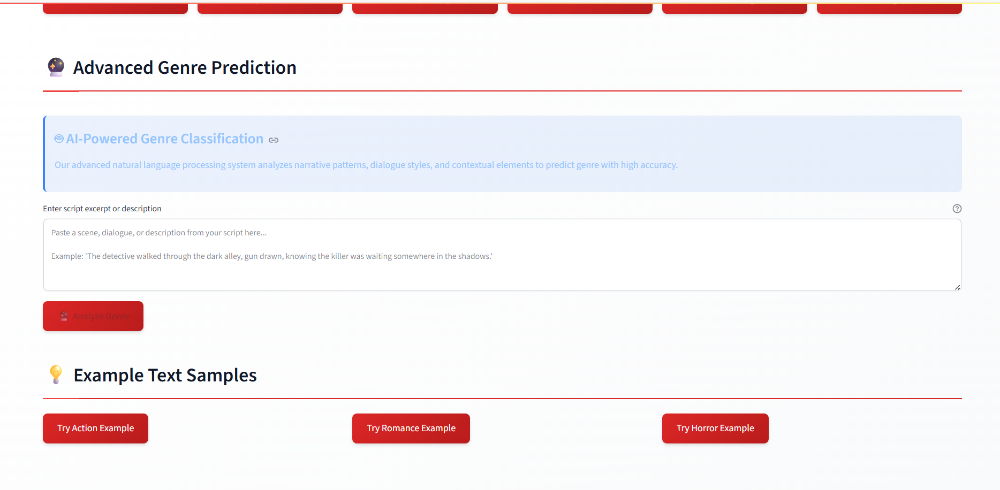 Advanced Genre Prediction
AI-Powered Genre Classification
Our advanced natural language processing system analyzes narrative patterns, dialogue styles, and contextual elements to predict genre with high accuracy.
Enter script excerpt or description
Paste a scene, dialogue, or description from your script here...
Example: 'The detective walked through the dark alley, gun drawn, knowing the killer was waiting somewhere in the shadows.'
Analyze Genre
Example Text Samples
Try Action Example
Try Romance Example
Try Horror Example